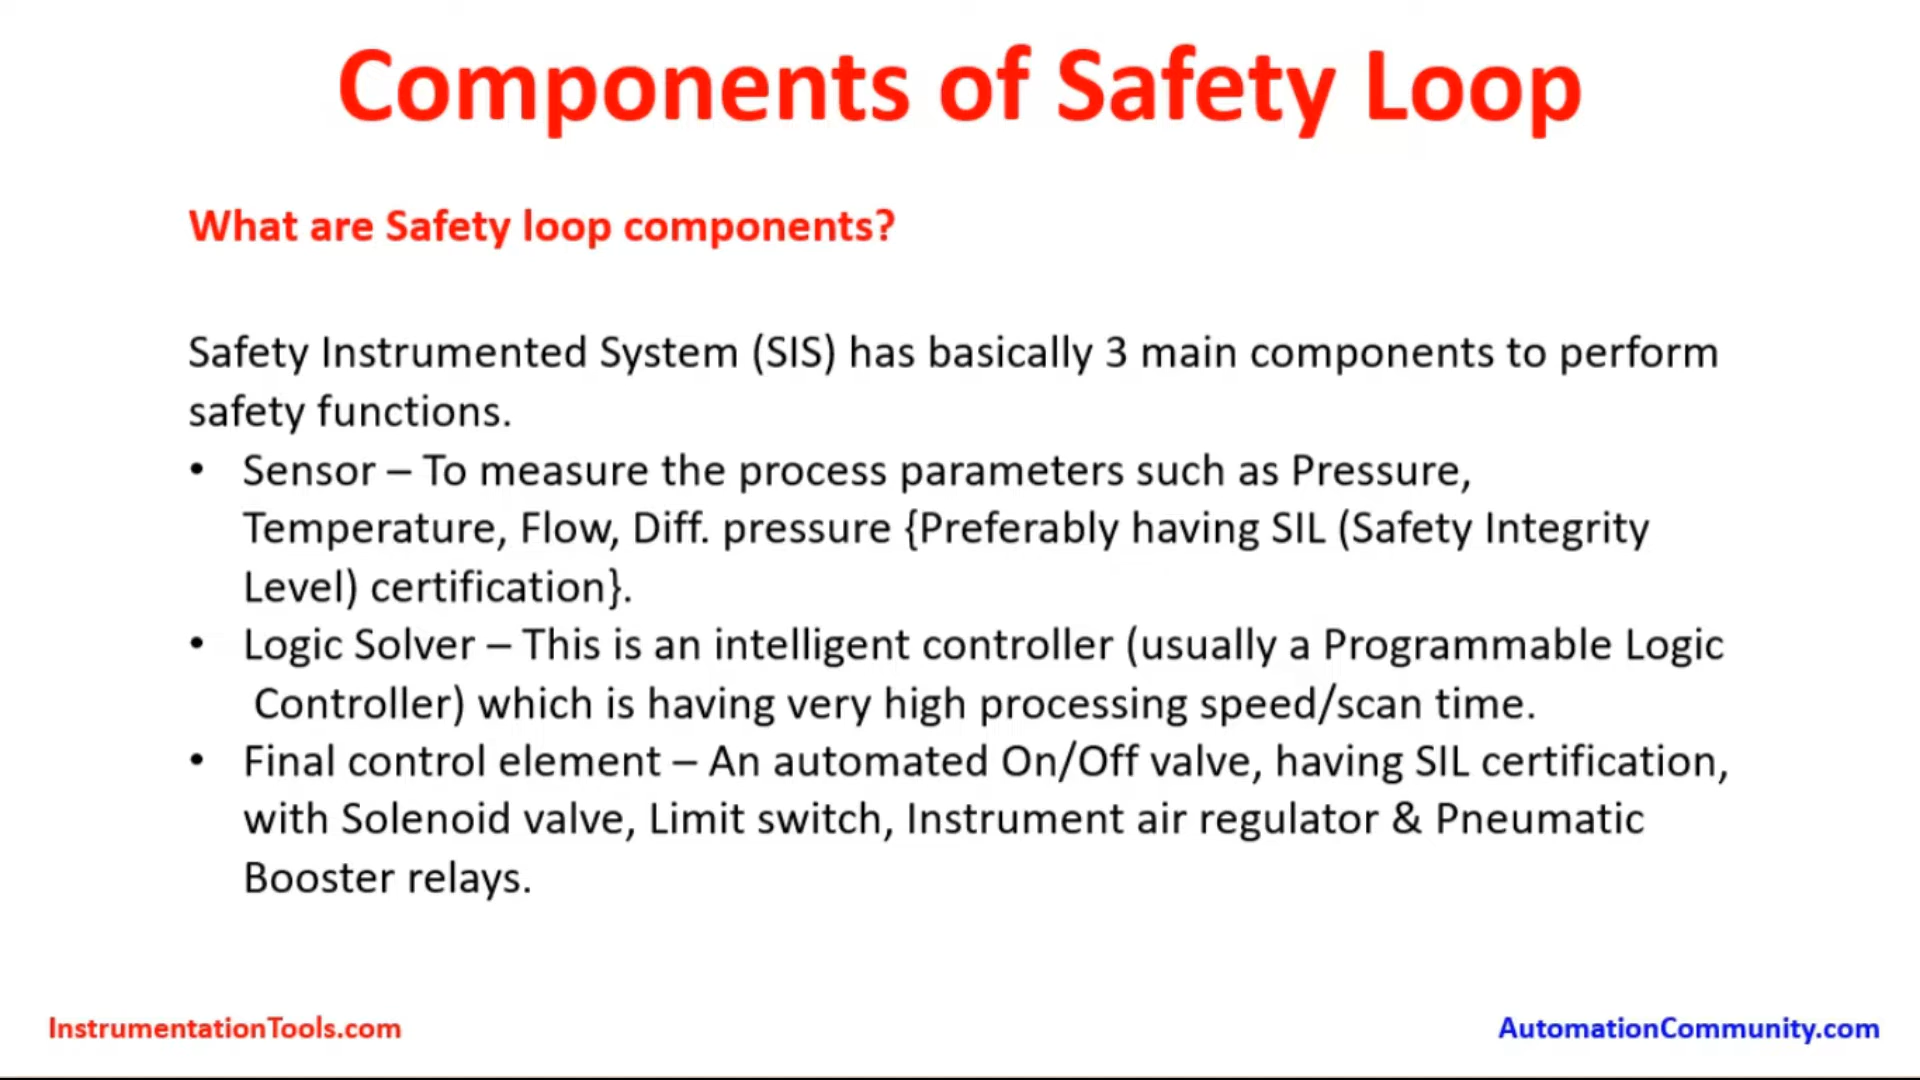 Components of Safety Loop
What are Safety loop components?
Safety Instrumented System (SIS) has basically 3 main components to perform
safety functions.
• Sensor – To measure the process parameters such as Pressure,
Temperature, Flow, Diff. pressure {Preferably having SIL (Safety Integrity
Level) certification}.
• Logic Solver – This is an intelligent controller (usually a Programmable Logic
Controller) which is having very high processing speed/scan time.
• Final control element – An automated On/Off valve, having SIL certification,
with Solenoid valve, Limit switch, Instrument air regulator & Pneumatic
Booster relays.
InstrumentationTools.com
AutomationCommunity.com